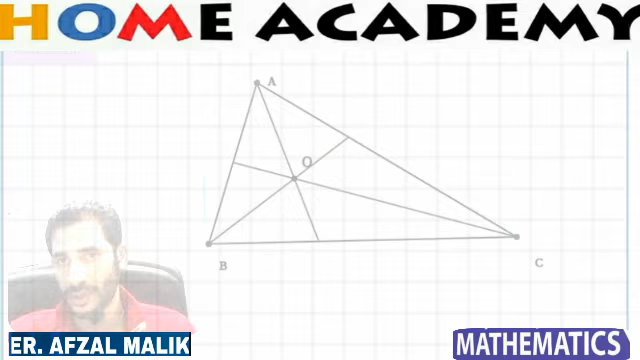 HOME ACADEMY
A
O
B
C
ER. AFZAL MALIK
MATHEMATICS